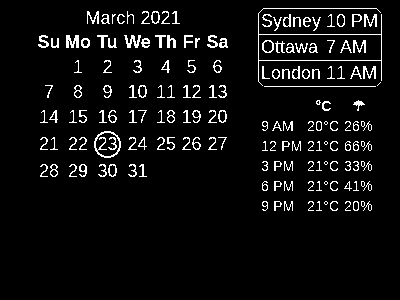 March 2021
Su Mo Tu We Th Fr Sa
1 2 3 4 5 6
7 8 9 10 11 12 13
14 15 16 17 18 19 20
21 22 23 24 25 26 27
28 29 30 31
Sydney 10 PM
Ottawa 7 AM
London 11 AM
°C ☂
9 AM 20°C 26%
12 PM 21°C 66%
3 PM 21°C 33%
6 PM 21°C 41%
9 PM 21°C 20%